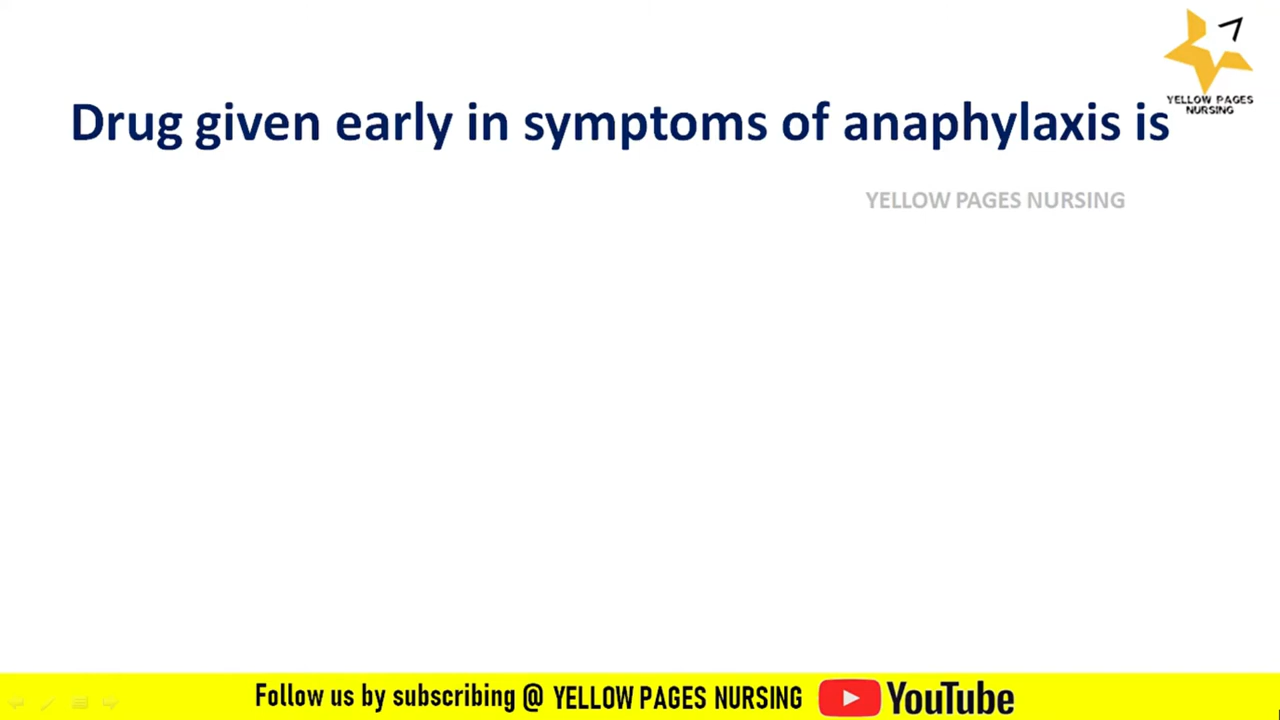 YELLOW PAGES
NURSING
Drug given early in symptoms of anaphylaxis is
YELLOW PAGES NURSING
Follow us by subscribing @ YELLOW PAGES NURSING YouTube